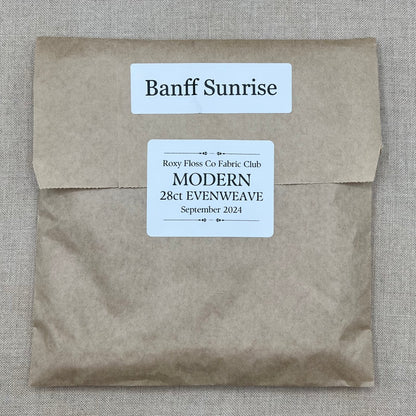 Banff Sunrise
Roxy Floss Co Fabric Club
MODERN
28ct EVENWEAVE
September 2024